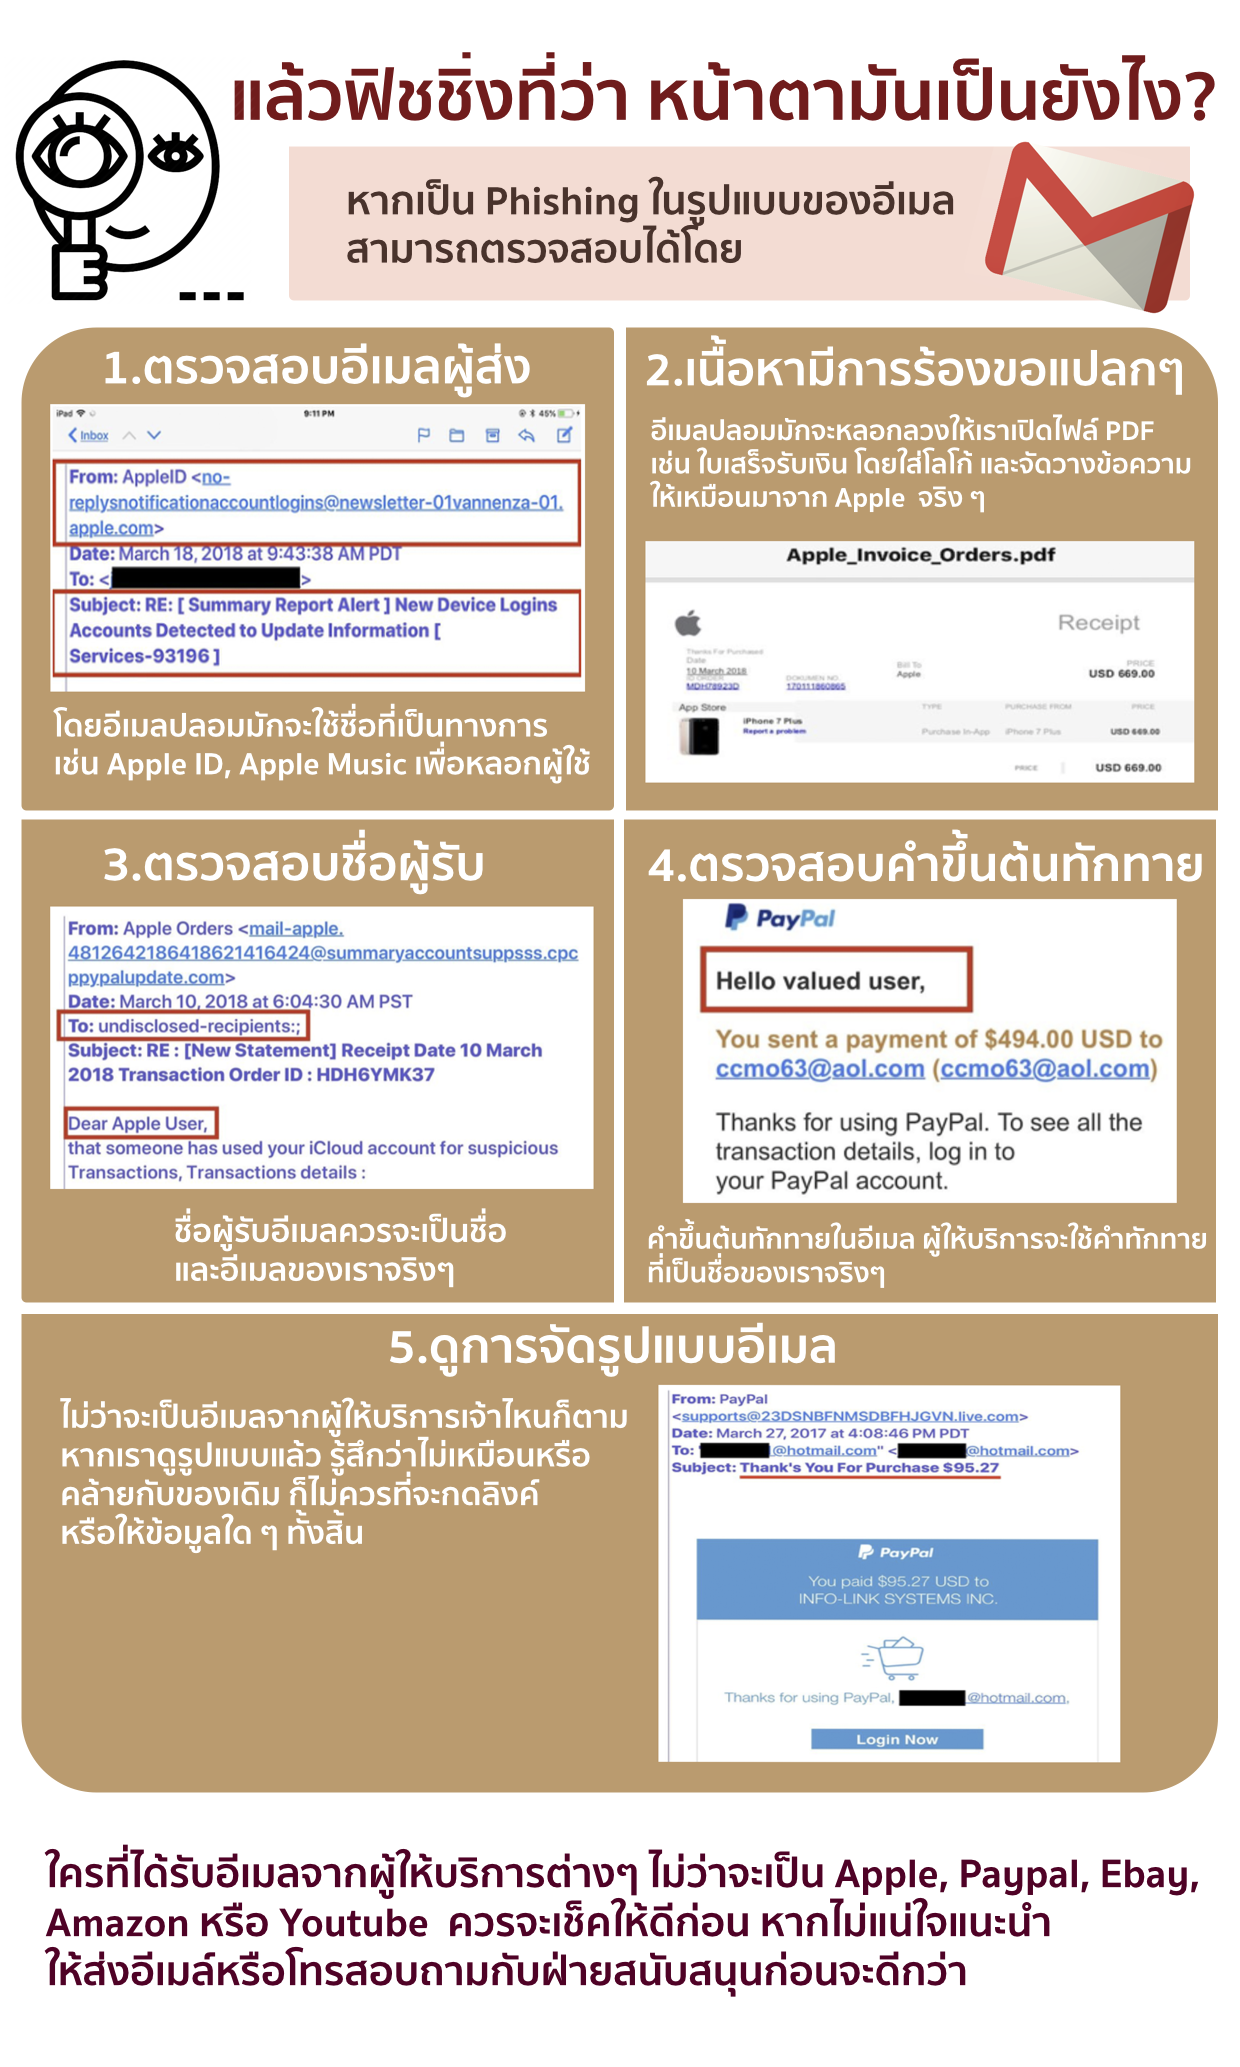 แล้วฟิชชิ่งที่ว่า หน้าตามันเป็นยังไง?
หากเป็น Phishing ในรูปแบบของอีเมล
สามารถตรวจสอบได้โดย
1.ตรวจสอบอีเมลผู้ส่ง
iPad
9:11 PM
45%
Inbox
From: AppleID <no-
replysnotificationaccountlogins@newsletter-01vannenza-01.
apple.com>
Date: March 18, 2018 at 9:43:38 AM PDT
To: < >
Subject: RE: [ Summary Report Alert ] New Device Logins
Accounts Detected to Update Information [
Services-93196 ]
โดยอีเมลปลอมมักจะใช้ชื่อที่เป็นทางการ
เช่น Apple ID, Apple Music เพื่อหลอกผู้ใช้
2.เนื้อหามีการร้องขอแปลกๆ
อีเมลปลอมมักจะหลอกลวงให้เราเปิดไฟล์ PDF
เช่น ใบเสร็จรับเงิน โดยใส่โลโก้ และจัดวางข้อความ
ให้เหมือนมาจาก Apple จริง ๆ
Apple_Invoice_Orders.pdf
Receipt
Thanks For Purchased
Date
10 March 2018
ID ORDER
MDH78923D
DOKUMEN NO.
170111860865
Bill To
Apple
PRICE
USD 669.00
App Store
TYPE
PURCHASE FROM
PRICE
iPhone 7 Plus
Report a problem
Purchase In-App
iPhone 7 Plus
USD 669.00
PRICE
USD 669.00
3.ตรวจสอบชื่อผู้รับ
From: Apple Orders <mail-apple.
4812642186418621416424@summaryaccountsuppsss.cpc
ppypalupdate.com>
Date: March 10, 2018 at 6:04:30 AM PST
To: undisclosed-recipients:;
Subject: RE : [New Statement] Receipt Date 10 March
2018 Transaction Order ID : HDH6YMK37
Dear Apple User,
that someone has used your iCloud account for suspicious
Transactions, Transactions details :
ชื่อผู้รับอีเมลควรจะเป็นชื่อ
และอีเมลของเราจริงๆ
4.ตรวจสอบคำขึ้นต้นทักทาย
PayPal
Hello valued user,
You sent a payment of $494.00 USD to
ccmo63@aol.com (ccmo63@aol.com)
Thanks for using PayPal. To see all the
transaction details, log in to
your PayPal account.
คำขึ้นต้นทักทายในอีเมล ผู้ให้บริการจะใช้คำทักทาย
ที่เป็นชื่อของเราจริงๆ
5.ดูการจัดรูปแบบอีเมล
ไม่ว่าจะเป็นอีเมลจากผู้ให้บริการเจ้าไหนก็ตาม
หากเราดูรูปแบบแล้ว รู้สึกว่าไม่เหมือนหรือ
คล้ายกับของเดิม ก็ไม่ควรที่จะกดลิงค์
หรือให้ข้อมูลใด ๆ ทั้งสิ้น
From: PayPal
<supports@23DSNBFNMSDBFHJGVN.live.com>
Date: March 27, 2017 at 4:08:46 PM PDT
To: " @hotmail.com" < @hotmail.com>
Subject: Thank's You For Purchase $95.27
PayPal
You paid $95.27 USD to
INFO-LINK SYSTEMS INC.
Thanks for using PayPal, @hotmail.com,
Login Now
ใครที่ได้รับอีเมลจากผู้ให้บริการต่างๆ ไม่ว่าจะเป็น Apple, Paypal, Ebay,
Amazon หรือ Youtube ควรจะเช็คให้ดีก่อน หากไม่แน่ใจแนะนำ
ให้ส่งอีเมล์หรือโทรสอบถามกับฝ่ายสนับสนุนก่อนจะดีกว่า